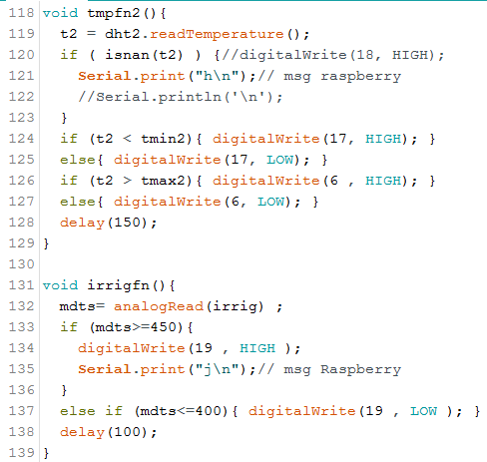 118 void tmpfn2(){
119   t2 = dht2.readTemperature();
120   if ( isnan(t2) ) {//digitalWrite(18, HIGH);
121     Serial.print("h\n");// msg raspberry
122     //Serial.println('\n');
123   }
124   if (t2 < tmin2){ digitalWrite(17, HIGH); }
125   else{ digitalWrite(17, LOW); }
126   if (t2 > tmax2){ digitalWrite(6 , HIGH); }
127   else{ digitalWrite(6, LOW); }
128   delay(150);
129 }
130
131 void irrigfn(){
132   mdts= analogRead(irrig) ;
133   if (mdts>=450){
134     digitalWrite(19 , HIGH );
135     Serial.print("j\n");// msg Raspberry
136   }
137   else if (mdts<=400){ digitalWrite(19 , LOW ); }
138   delay(100);
139 }